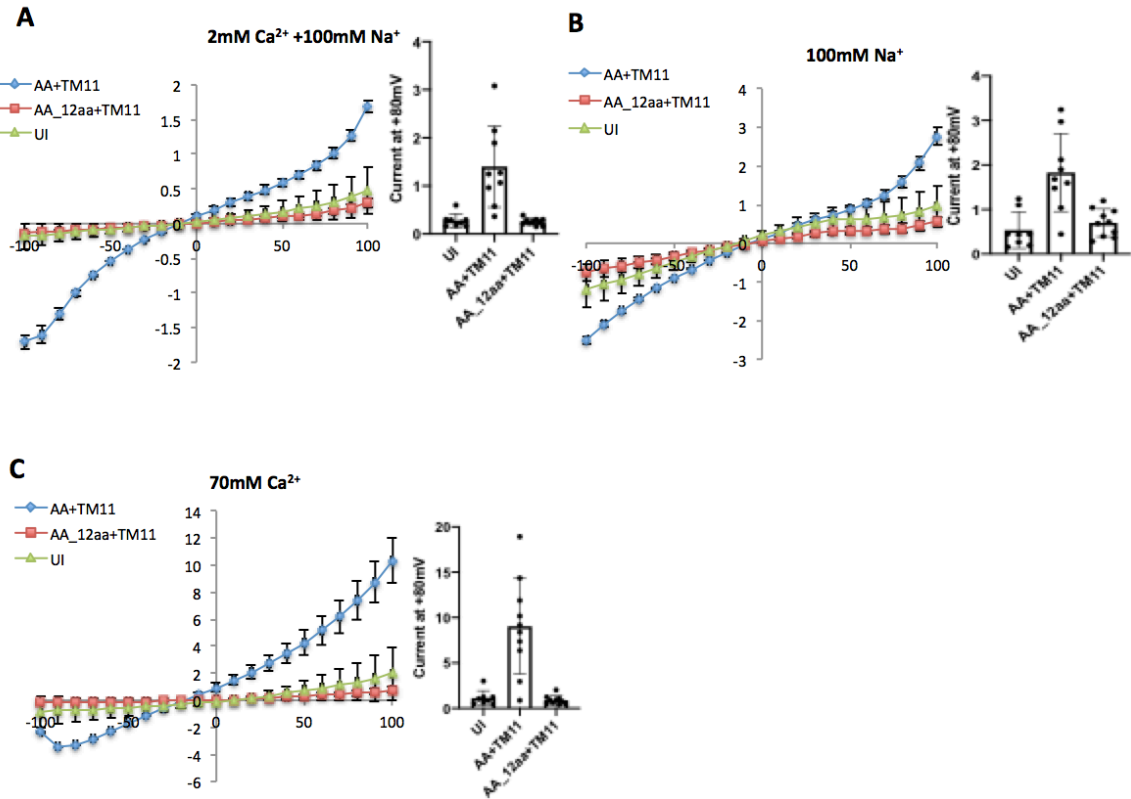 A
2mM Ca²⁺ +100mM Na⁺
AA+TM11
AA_12aa+TM11
UI
2
1.5
1
0.5
0
-0.5
-1
-1.5
-2
-100
-50
0
50
100
Current at +80mV
4
3
2
1
0
UI
AA+TM11
AA_12aa+TM11
B
100mM Na⁺
AA+TM11
AA_12aa+TM11
UI
4
3
2
1
0
-1
-2
-3
-100
-50
0
50
100
Current at +80mV
4
3
2
1
0
UI
AA+TM11
AA_12aa+TM11
C
70mM Ca²⁺
AA+TM11
AA_12aa+TM11
UI
14
12
10
8
6
4
2
0
-2
-4
-6
-100
-50
0
50
100
Current at +80mV
20
15
10
5
0
UI
AA+TM11
AA_12aa+TM11